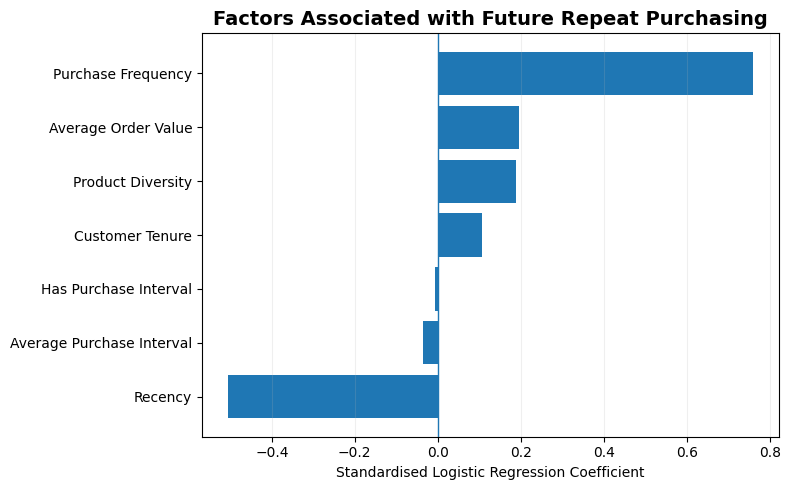 Factors Associated with Future Repeat Purchasing
Purchase Frequency
Average Order Value
Product Diversity
Customer Tenure
Has Purchase Interval
Average Purchase Interval
Recency
−0.4 −0.2 0.0 0.2 0.4 0.6 0.8
Standardised Logistic Regression Coefficient